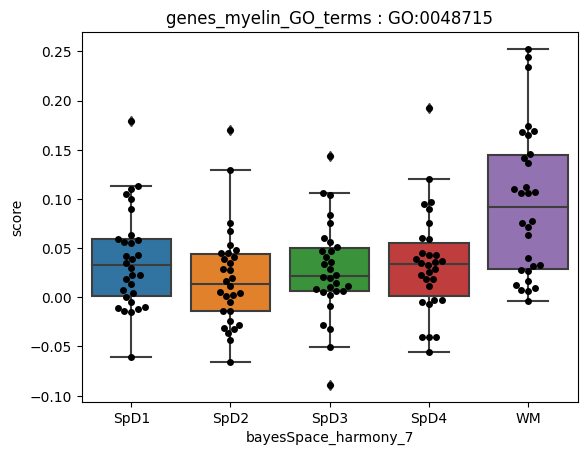 genes_myelin_GO_terms : GO:0048715
0.25
0.20
0.15
0.10
0.05
0.00
−0.05
−0.10
score
SpD1 SpD2 SpD3 SpD4 WM
bayesSpace_harmony_7